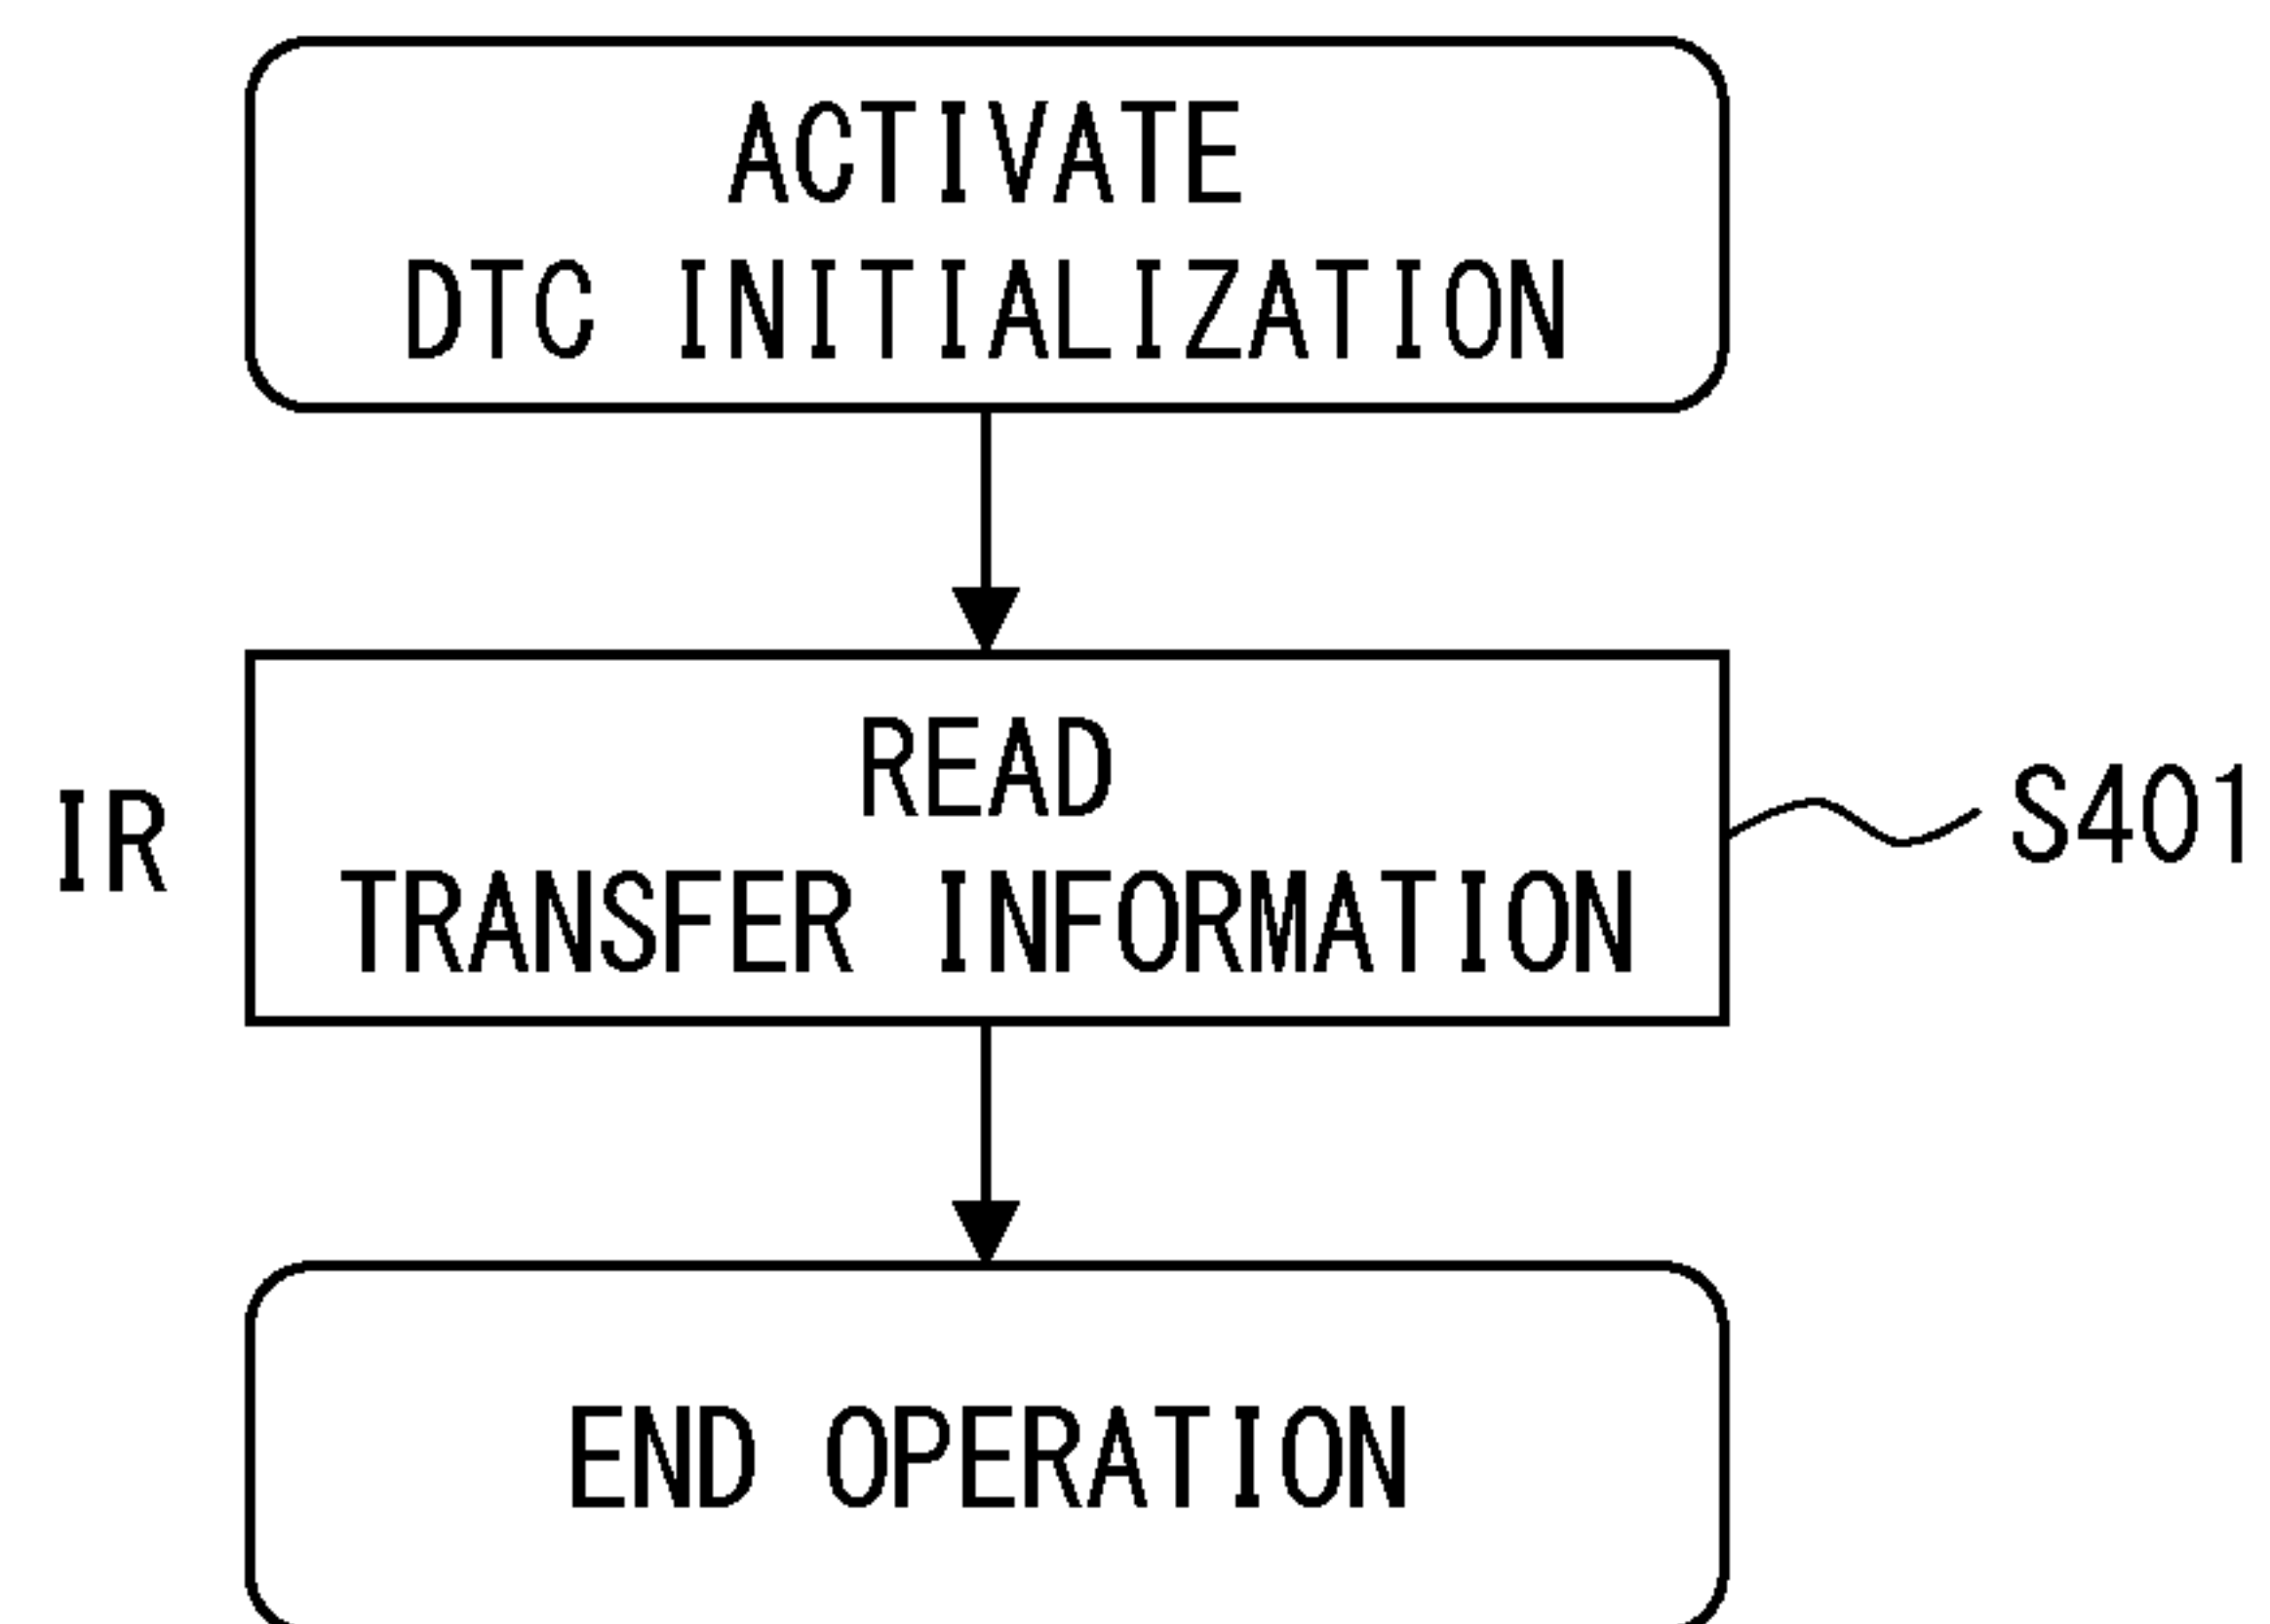 ACTIVATE
DTC INITIALIZATION
READ
TRANSFER INFORMATION
IR
S401
END OPERATION